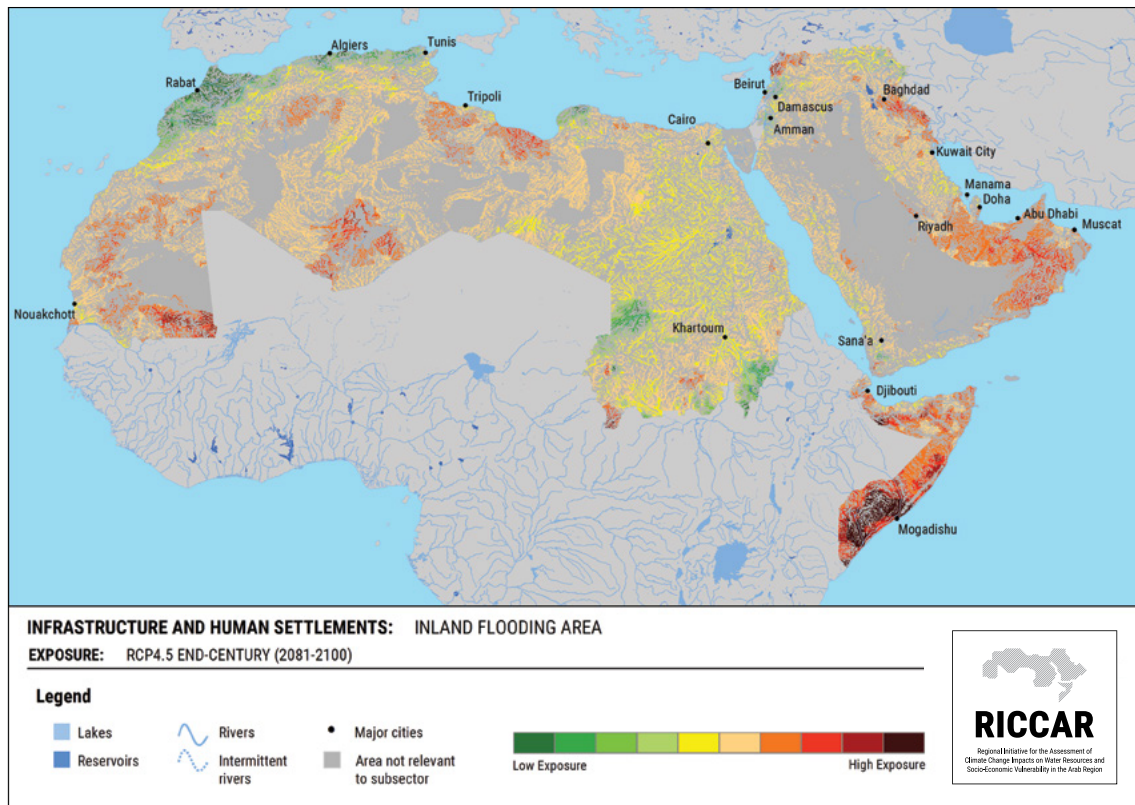 Algiers
Tunis
Rabat
Tripoli
Beirut
Damascus
Baghdad
Amman
Cairo
Kuwait City
Manama
Doha
Abu Dhabi
Riyadh
Muscat
Nouakchott
Khartoum
Sana'a
Djibouti
Mogadishu
INFRASTRUCTURE AND HUMAN SETTLEMENTS: INLAND FLOODING AREA
EXPOSURE: RCP4.5 END-CENTURY (2081-2100)
Legend
Lakes
Reservoirs
Rivers
Intermittent
rivers
Major cities
Area not relevant
to subsector
Low Exposure
High Exposure
RICCAR
Regional Initiative for the Assessment of
Climate Change Impacts on Water Resources and
Socio-Economic Vulnerability in the Arab Region